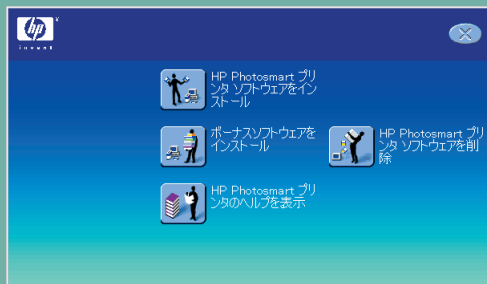 hp
invent
HP Photosmart プリ
ンタ ソフトウェアをイン
ストール
ボーナスソフトウェアを
インストール
HP Photosmart プリ
ンタ ソフトウェアを削
除
HP Photosmart プリ
ンタのヘルプを表示